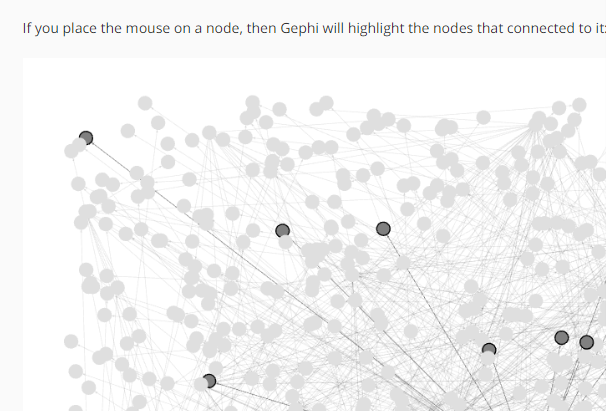 If you place the mouse on a node, then Gephi will highlight the nodes that connected to it: